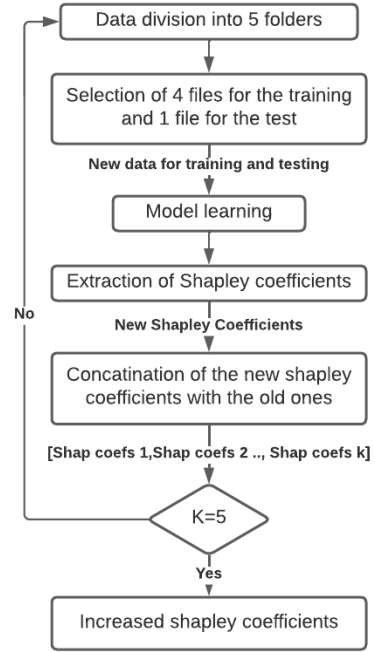 Data division into 5 folders
Selection of 4 files for the training
and 1 file for the test
New data for training and testing
Model learning
Extraction of Shapley coefficients
No
New Shapley Coefficients
Concatination of the new shapley
coefficients with the old ones
[Shap coefs 1,Shap coefs 2 .., Shap coefs k]
K=5
Yes
Increased shapley coefficients